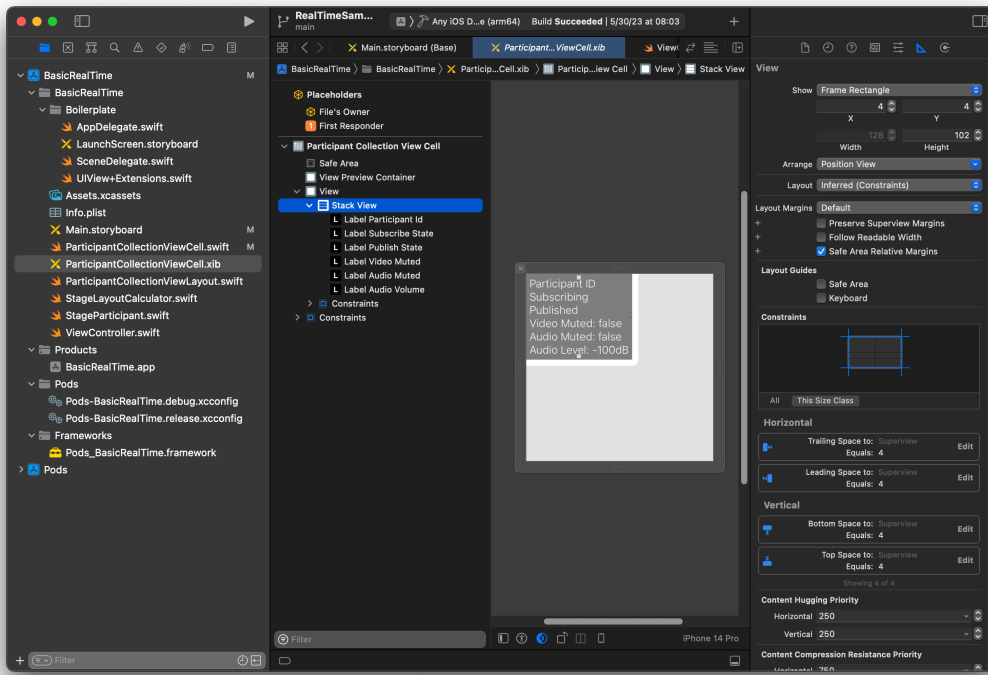 RealTimeSam...
main
Any iOS D...e (arm64)
Build Succeeded | 5/30/23 at 08:03
Main.storyboard (Base)
Participant...ViewCell.xib
View
BasicRealTime
BasicRealTime
Particip...Cell.xib
Particip...iew Cell
View
Stack View
BasicRealTime M
BasicRealTime
Boilerplate
AppDelegate.swift
LaunchScreen.storyboard
SceneDelegate.swift
UIView+Extensions.swift
Assets.xcassets
Info.plist
Main.storyboard
ParticipantCollectionViewCell.swift M
ParticipantCollectionViewCell.xib
ParticipantCollectionViewLayout.swift
StageLayoutCalculator.swift
StageParticipant.swift
ViewController.swift
Products
BasicRealTime.app
Pods
Pods-BasicRealTime.debug.xcconfig
Pods-BasicRealTime.release.xcconfig
Frameworks
Pods_BasicRealTime.framework
Pods
Filter
Placeholders
File's Owner
1 First Responder
Participant Collection View Cell
Safe Area
View Preview Container
View
Stack View
L Label Participant Id
L Label Subscribe State
L Label Publish State
L Label Video Muted
L Label Audio Muted
L Label Audio Volume
Constraints
Constraints
Filter
Participant ID
Subscribing
Published
Video Muted: false
Audio Muted: false
Audio Level: -100dB
iPhone 14 Pro
View
Show Frame Rectangle
4 4
X Y
128 102
Width Height
Arrange Position View
Layout Inferred (Constraints)
Layout Margins Default
Preserve Superview Margins
Follow Readable Width
Safe Area Relative Margins
Layout Guides
Safe Area
Keyboard
Constraints
All This Size Class
Horizontal
Trailing Space to: Superview
Equals: 4
Edit
Leading Space to: Superview
Equals: 4
Edit
Vertical
Bottom Space to: Superview
Equals: 4
Edit
Top Space to: Superview
Equals: 4
Edit
Showing 4 of 4
Content Hugging Priority
Horizontal 250
Vertical 250
Content Compression Resistance Priority
Horizontal 750